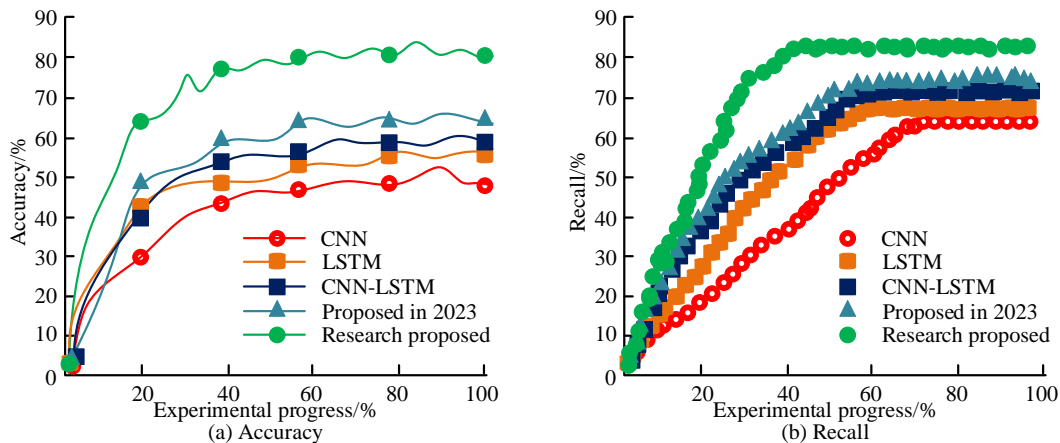 90
80
70
60
50
40
30
20
10
0
Accuracy/%
20
40
60
80
100
Experimental progress/%
(a) Accuracy
CNN
LSTM
CNN-LSTM
Proposed in 2023
Research proposed
90
80
70
60
50
40
30
20
10
0
Recall/%
20
40
60
80
100
Experimental progress/%
(b) Recall
CNN
LSTM
CNN-LSTM
Proposed in 2023
Research proposed